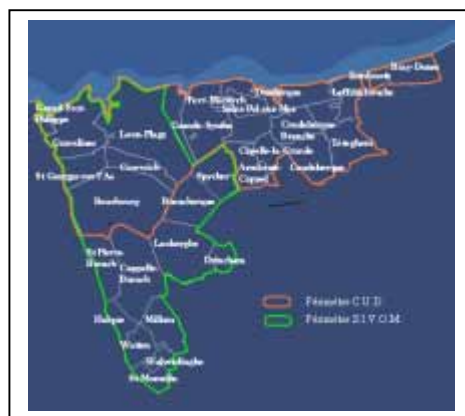 Bray-Dunes
Zuydcoote
Leffrinckoucke
Dunkerque
Fort-Mardyck
Saint-Pol-sur-Mer
Grand-Fort-
Philippe
Loon-Plage
Grande-Synthe
Coudekerque
Branche
Téteghem
Gravelines
Cappelle-la-Grande
Craywick
Armbouts
Cappel
Coudekerque
St Georges-sur-l'Aa
Spycker
Bourbourg
Brouckerque
Looberghe
Drincham
St Pierre
Brouck
Cappelle
Brouck
Holque
Millam
Watten
Wulverdinghe
St Momelin
Périmètre C.U.D.
Périmètre S.I.V.O.M.